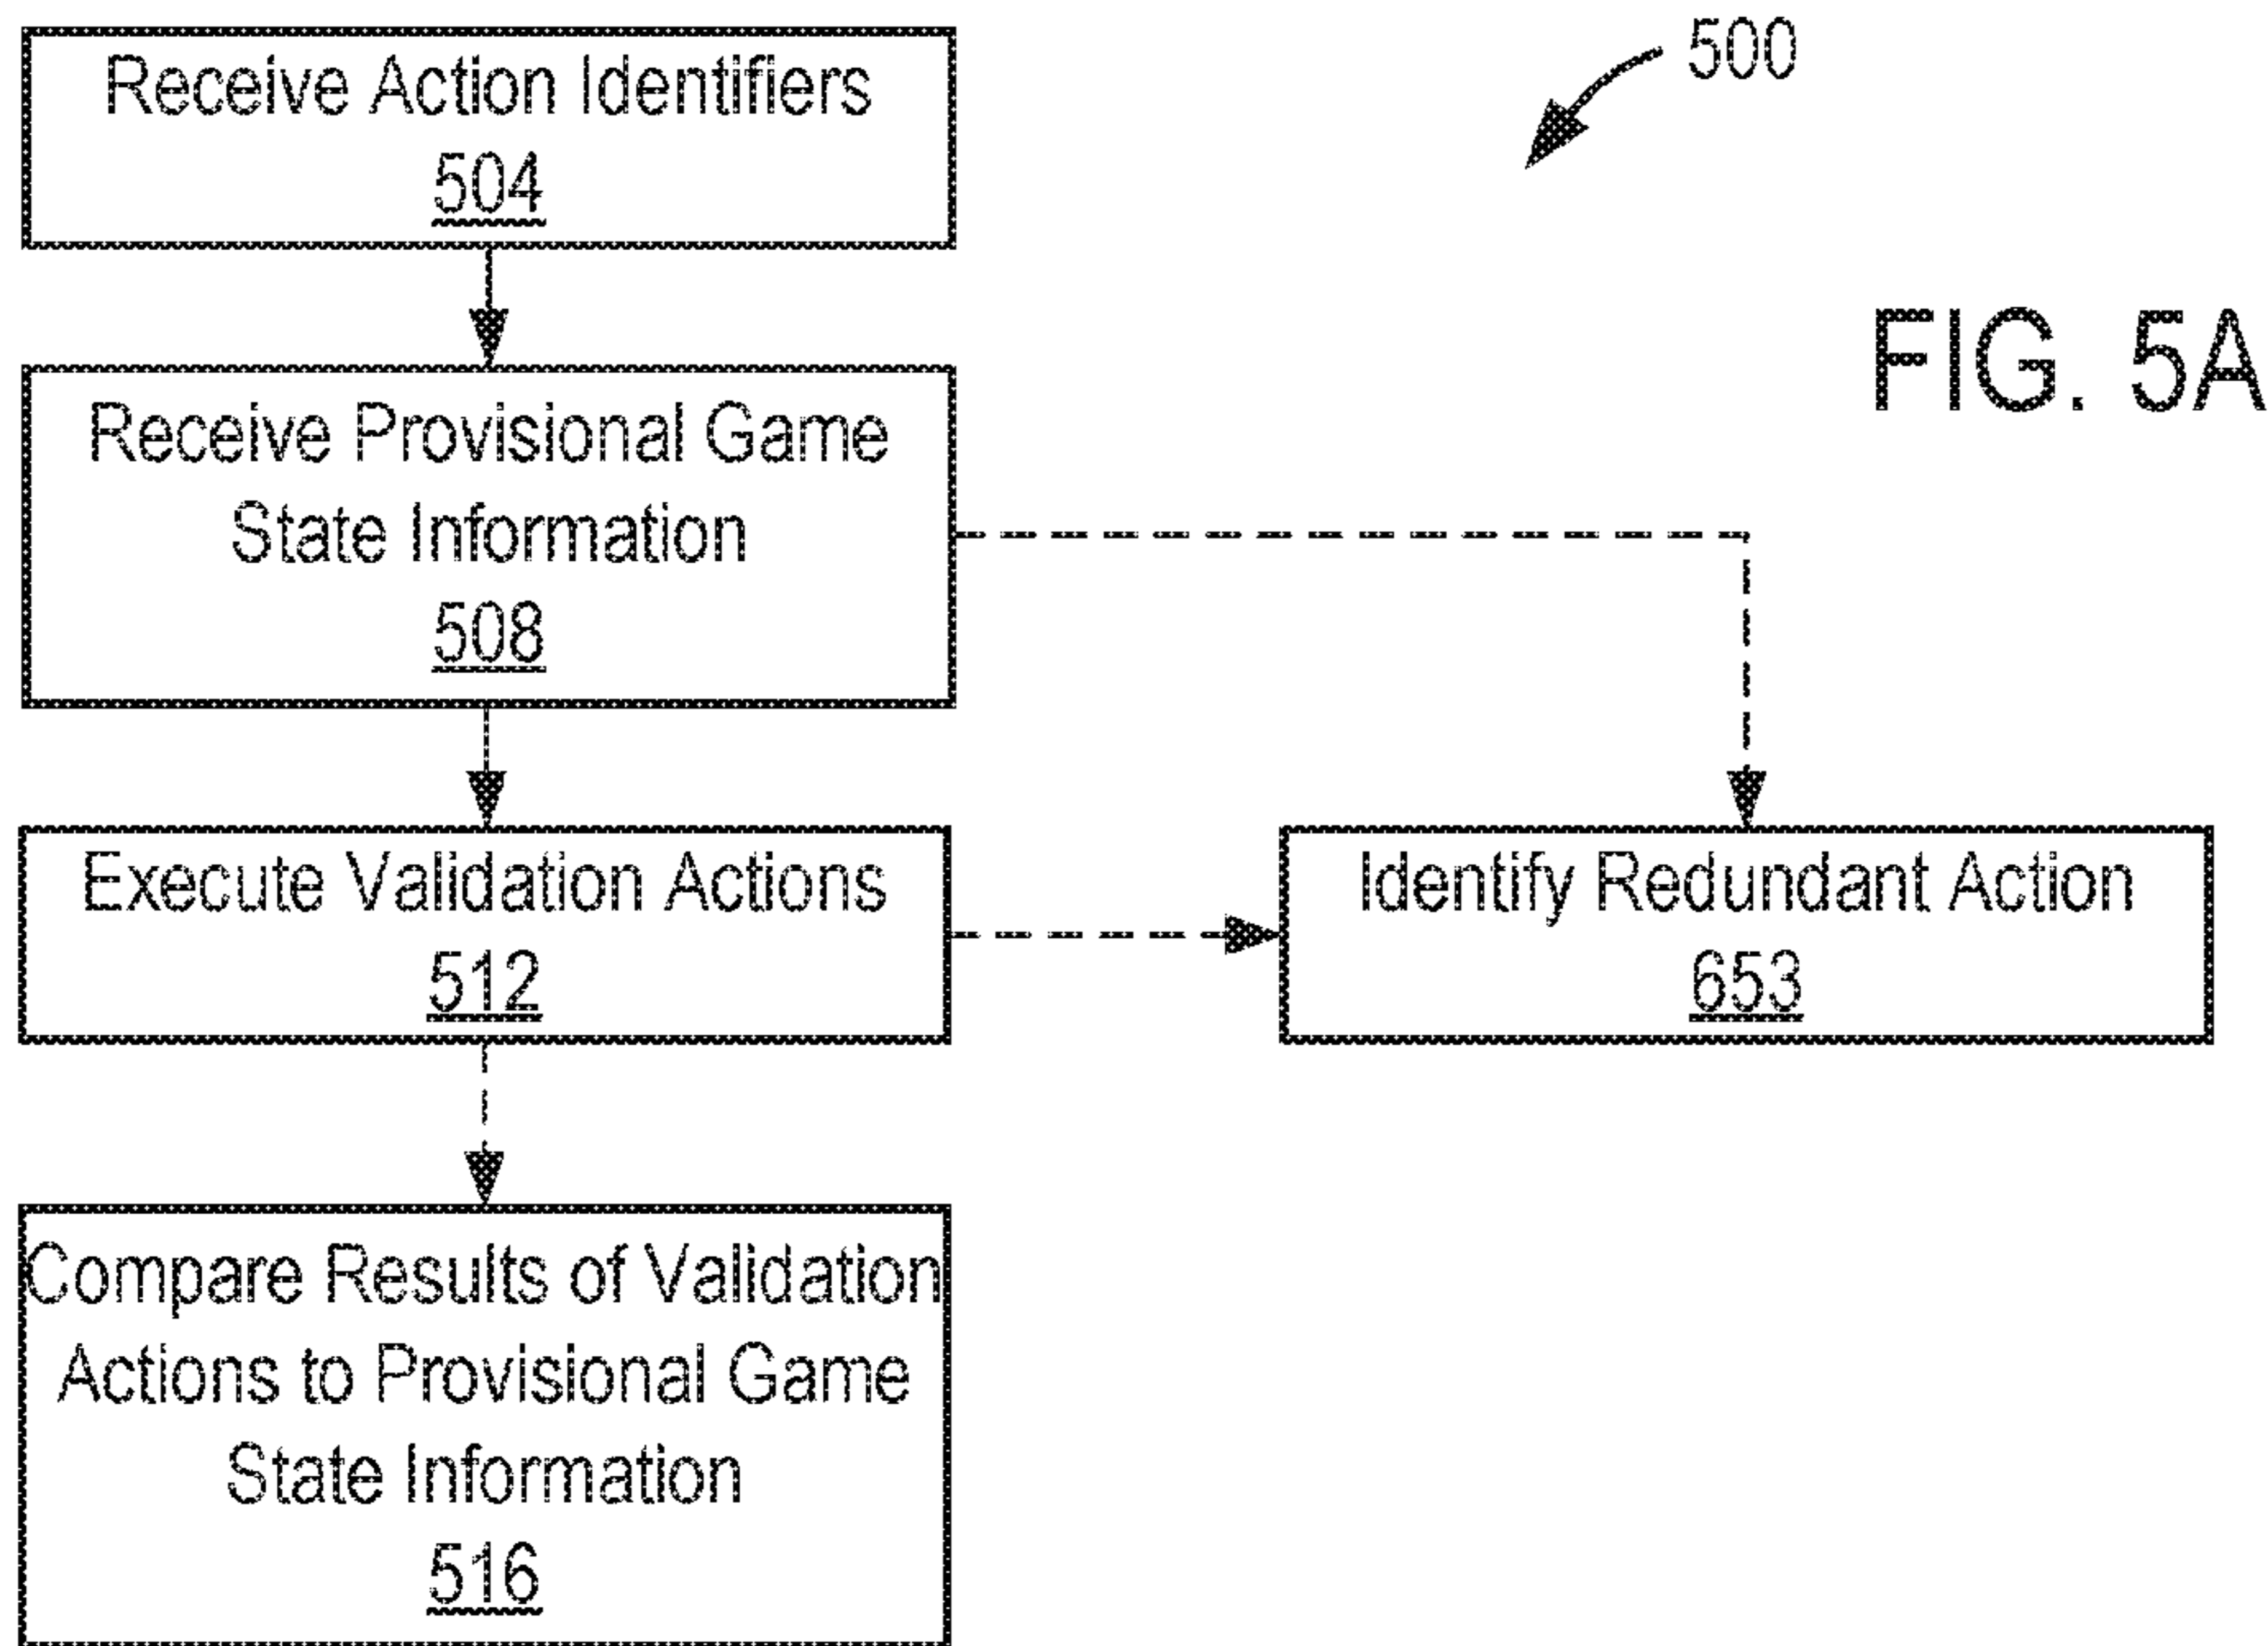 Receive Action Identifiers
504
500
FIG. 5A
Receive Provisional Game
State Information
508
Execute Validation Actions
512
Identify Redundant Action
653
Compare Results of Validation
Actions to Provisional Game
State Information
516